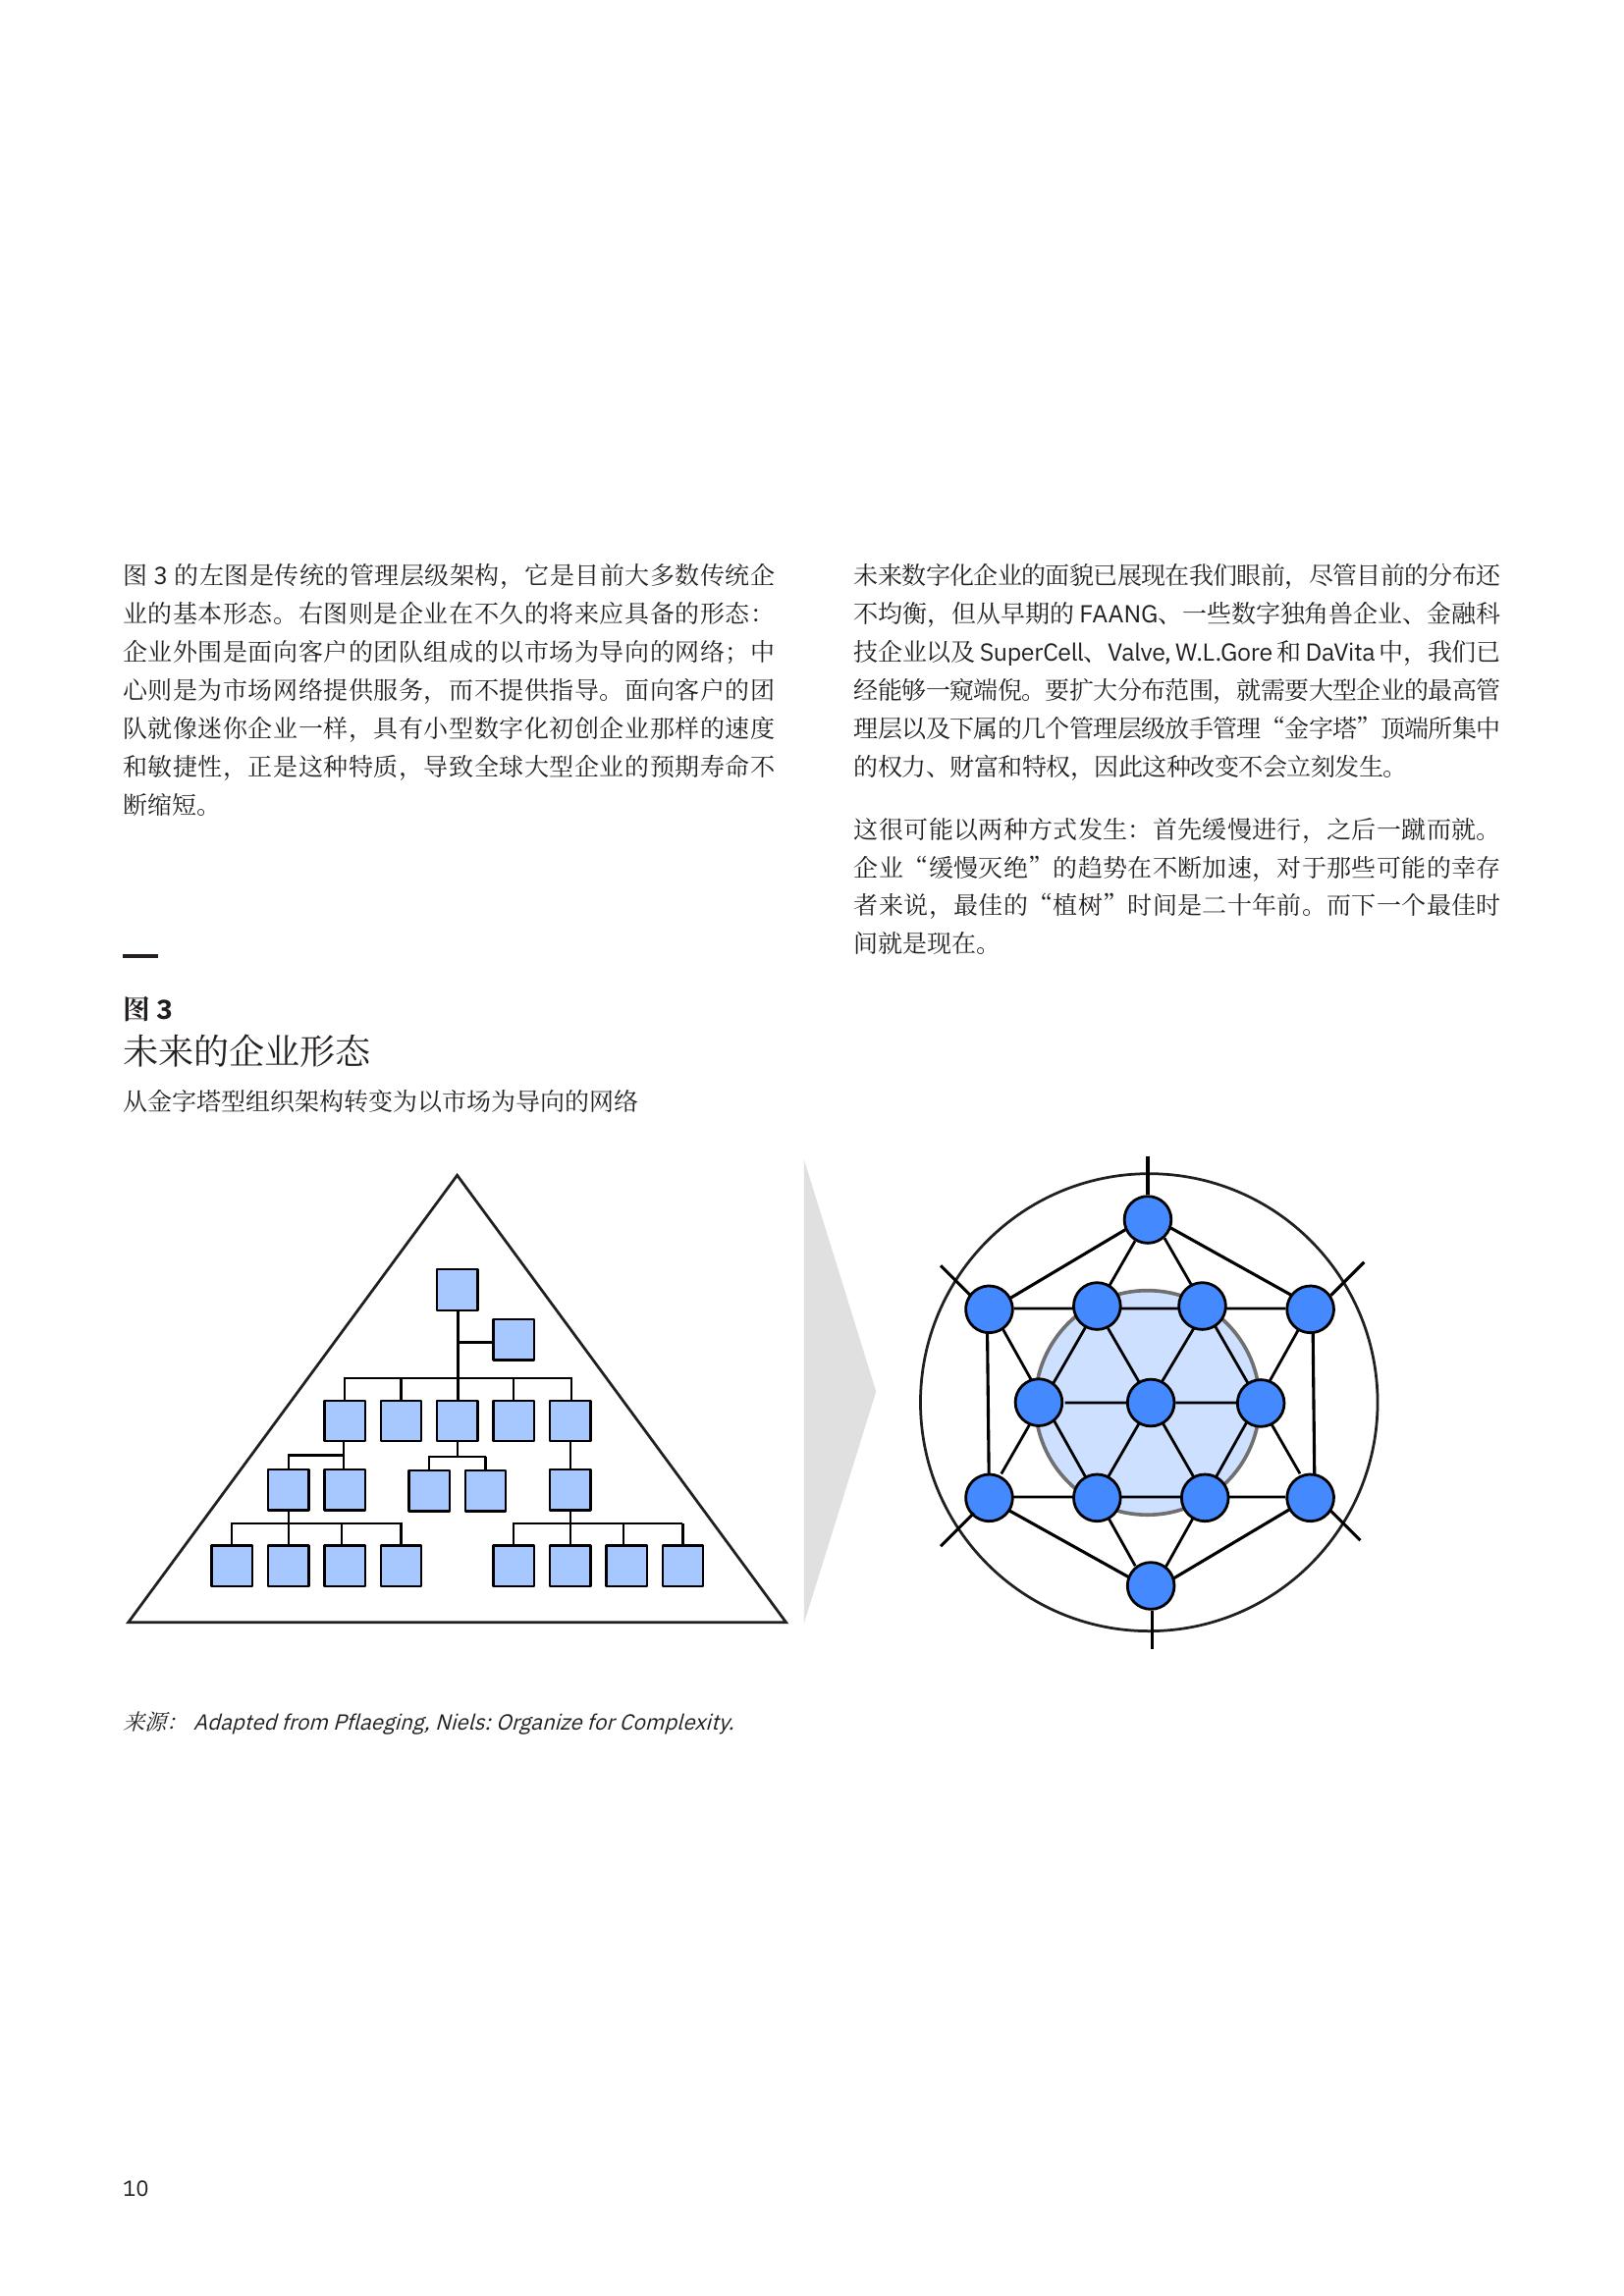 图 3 的左图是传统的管理层级架构，它是目前大多数传统企
业的基本形态。右图则是企业在不久的将来应具备的形态：
企业外围是面向客户的团队组成的以市场为导向的网络；中
心则是为市场网络提供服务，而不提供指导。面向客户的团
队就像迷你企业一样，具有小型数字化初创企业那样的速度
和敏捷性，正是这种特质，导致全球大型企业的预期寿命不
断缩短。
未来数字化企业的面貌已展现在我们眼前，尽管目前的分布还
不均衡，但从早期的 FAANG、一些数字独角兽企业、金融科
技企业以及 SuperCell、Valve, W.L.Gore 和 DaVita 中，我们已
经能够一窥端倪。要扩大分布范围，就需要大型企业的最高管
理层以及下属的几个管理层级放手管理“金字塔”顶端所集中
的权力、财富和特权，因此这种改变不会立刻发生。
这很可能以两种方式发生：首先缓慢进行，之后一蹴而就。
企业“缓慢灭绝”的趋势在不断加速，对于那些可能的幸存
者来说，最佳的“植树”时间是二十年前。而下一个最佳时
间就是现在。
图 3
未来的企业形态
从金字塔型组织架构转变为以市场为导向的网络
来源： Adapted from Pflaeging, Niels: Organize for Complexity.
10